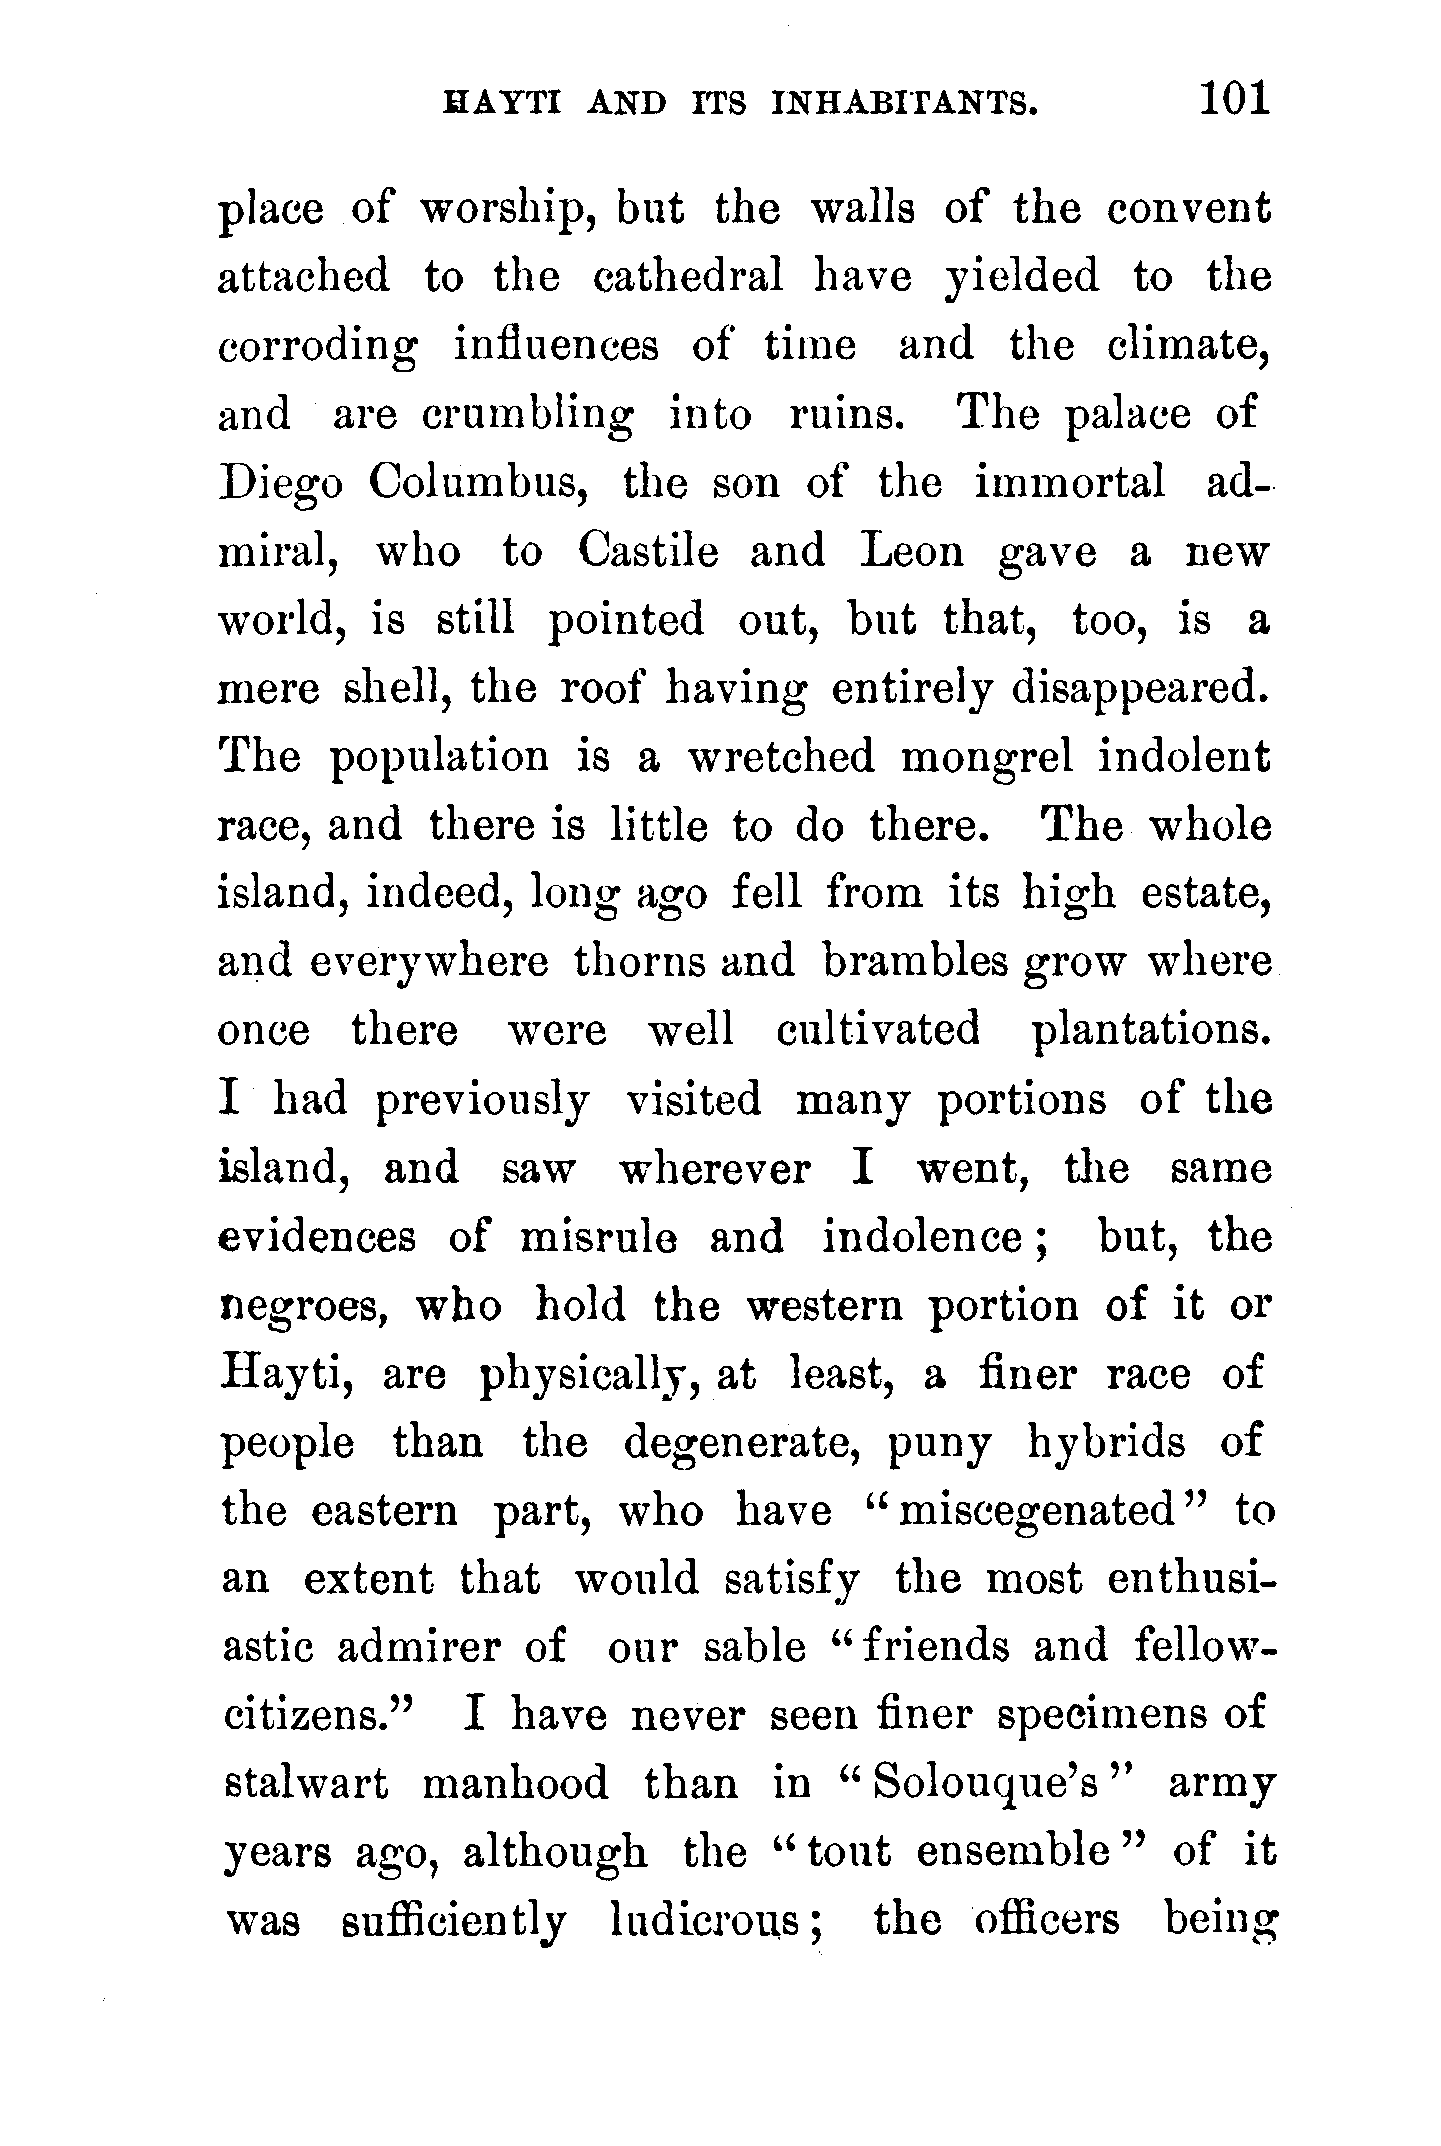 HAYTI AND ITS INHABITANTS. 101
place of worship, but the walls of the convent
attached to the cathedral have yielded to the
corroding influences of time and the climate,
and are crumbling into ruins. The palace of
Diego Columbus, the son of the immortal ad-
miral, who to Castile and Leon gave a new
world, is still pointed out, but that, too, is a
mere shell, the roof having entirely disappeared.
The population is a wretched mongrel indolent
race, and there is little to do there. The whole
island, indeed, long ago fell from its high estate,
and everywhere thorns and brambles grow where
once there were well cultivated plantations.
I had previously visited many portions of the
island, and saw wherever I went, the same
evidences of misrule and indolence; but, the
negroes, who hold the western portion of it or
Hayti, are physically, at least, a finer race of
people than the degenerate, puny hybrids of
the eastern part, who have "miscegenated" to
an extent that would satisfy the most enthusi-
astic admirer of our sable "friends and fellow-
citizens." I have never seen finer specimens of
stalwart manhood than in "Solouque's" army
years ago, although the "tout ensemble" of it
was sufficiently ludicrous; the officers being